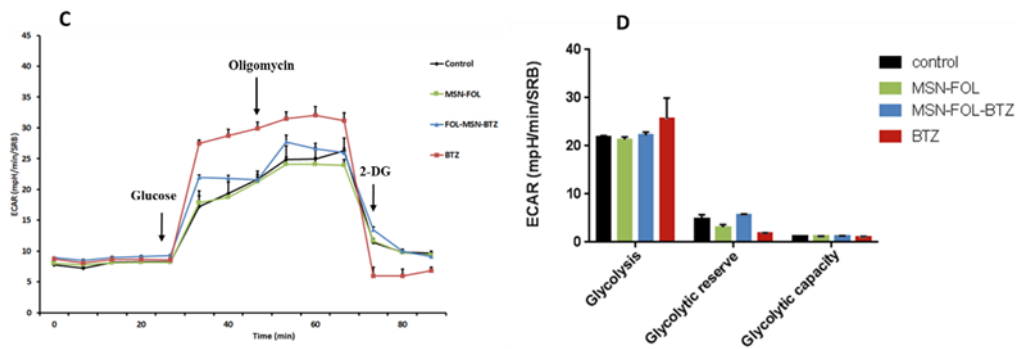 C
ECAR (mpH/min/SRB)
45
40
35
30
25
20
15
10
5
0
0
20
40
60
80
Time (min)
Glucose
Oligomycin
2-DG
Control
MSN-FOL
FOL-MSN-BTZ
BTZ
D
ECAR (mpH/min/SRB)
40
30
20
10
0
Glycolysis
Glycolytic reserve
Glycolytic capacity
control
MSN-FOL
MSN-FOL-BTZ
BTZ